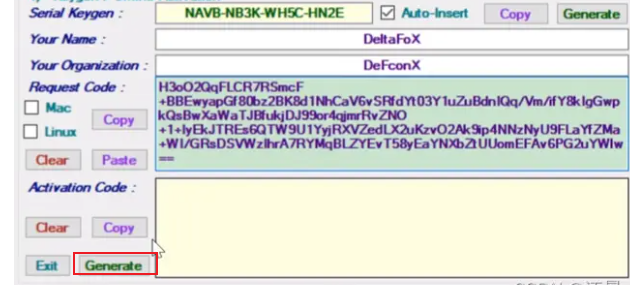 Serial Keygen : NAVB-NB3K-WH5C-HN2E Auto-Insert Copy Generate
Your Name : DeltaFoX
Your Organization : DeFconX
Request Code :
H3oO2QqFLCR7RSmcF
+BBEwyapGf80bz2BK8d1NhCaV6vSRfdYt03Y1uZuBdnIQq/Vm/ifY8klgGwp
Mac
kQsBwXaWaTJBfukjDJ99or4qjmrRvZNO
Copy
+1+IyEkJTREs6QTW9U1YyjRXVZedLX2uKzvO2Ak9ip4NNzNyU9FLaYfZMa
Linux
+WI/GRsDSVWzIhrA7RYMqBLZYEvT58yEaYNXbZtUUomEFAv6PG2uYWIw
Clear Paste ==
Activation Code :
Clear Copy
Exit Generate